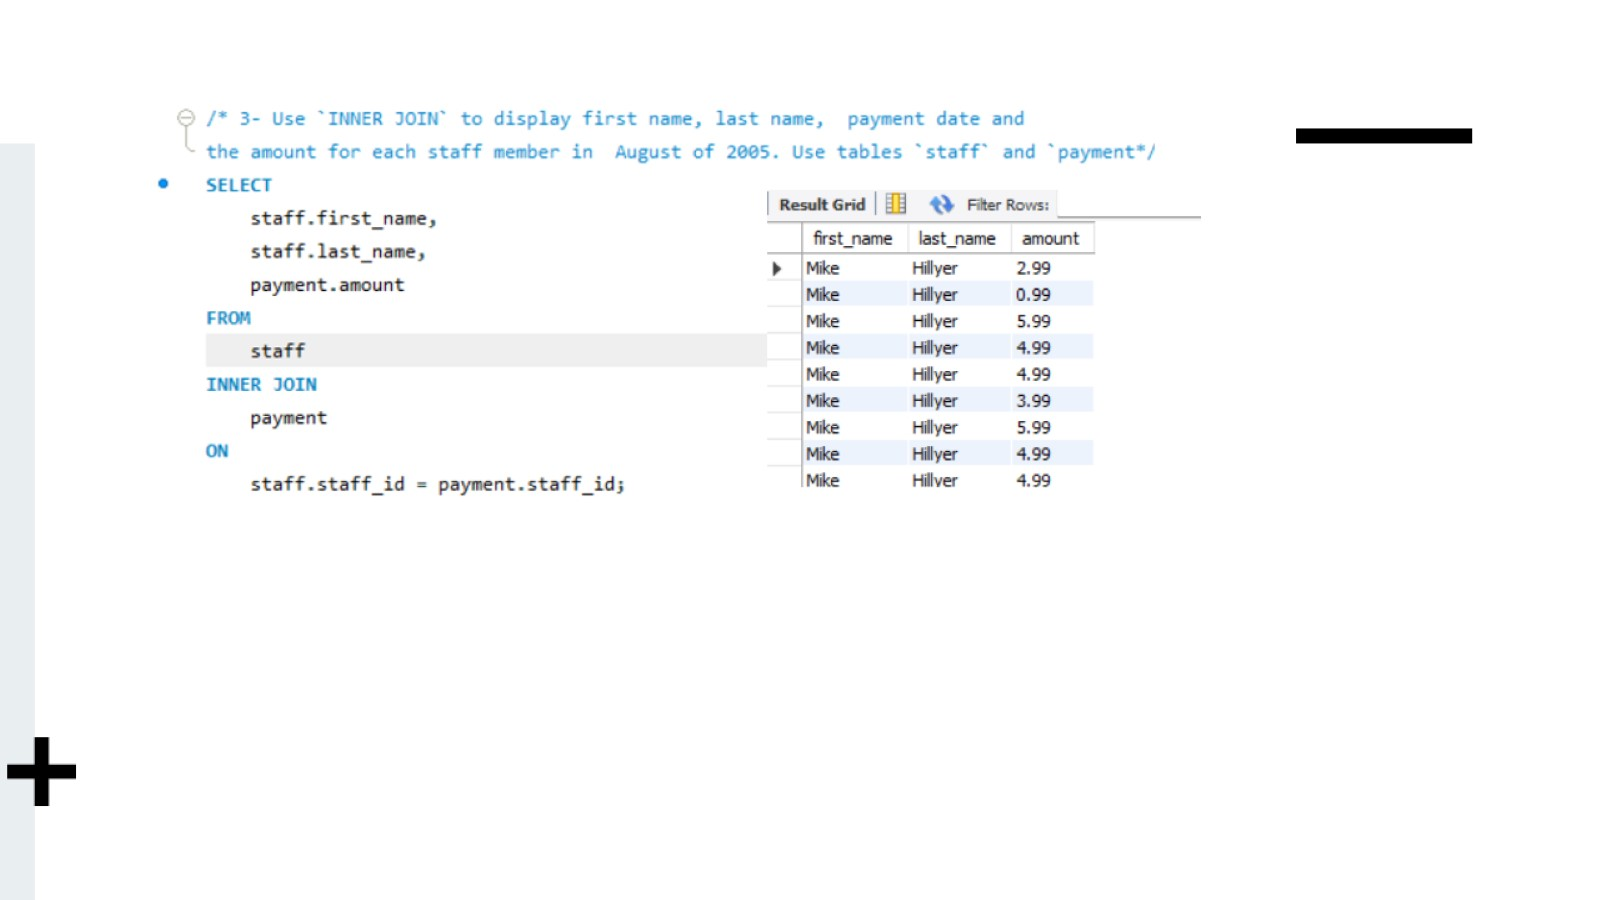 /* 3- Use `INNER JOIN` to display first name, last name,  payment date and
the amount for each staff member in  August of 2005. Use tables `staff` and `payment*/
SELECT
staff.first_name,
staff.last_name,
payment.amount
FROM
staff
INNER JOIN
payment
ON
staff.staff_id = payment.staff_id;
Result Grid Filter Rows:
first_name last_name amount
Mike Hillyer 2.99
Mike Hillyer 0.99
Mike Hillyer 5.99
Mike Hillyer 4.99
Mike Hillyer 4.99
Mike Hillyer 3.99
Mike Hillyer 5.99
Mike Hillyer 4.99
Mike Hillyer 4.99